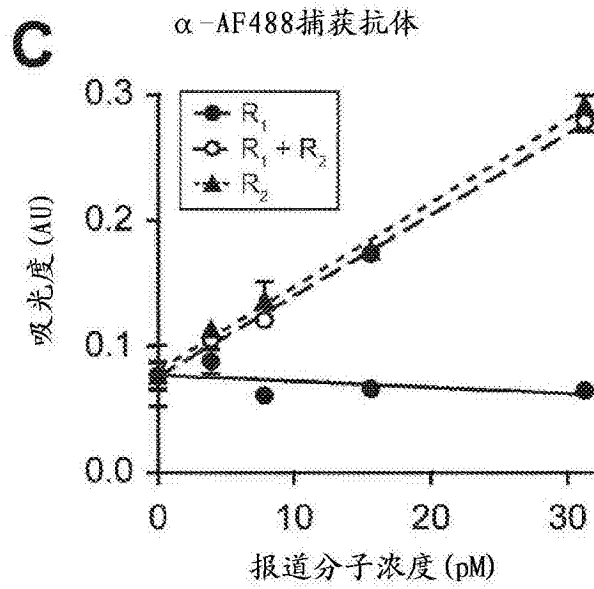 C
α-AF488捕获抗体
0.3
0.2
0.1
0.0
吸光度(AU)
R₁
R₁ + R₂
R₂
0 10 20 30
报道分子浓度(pM)